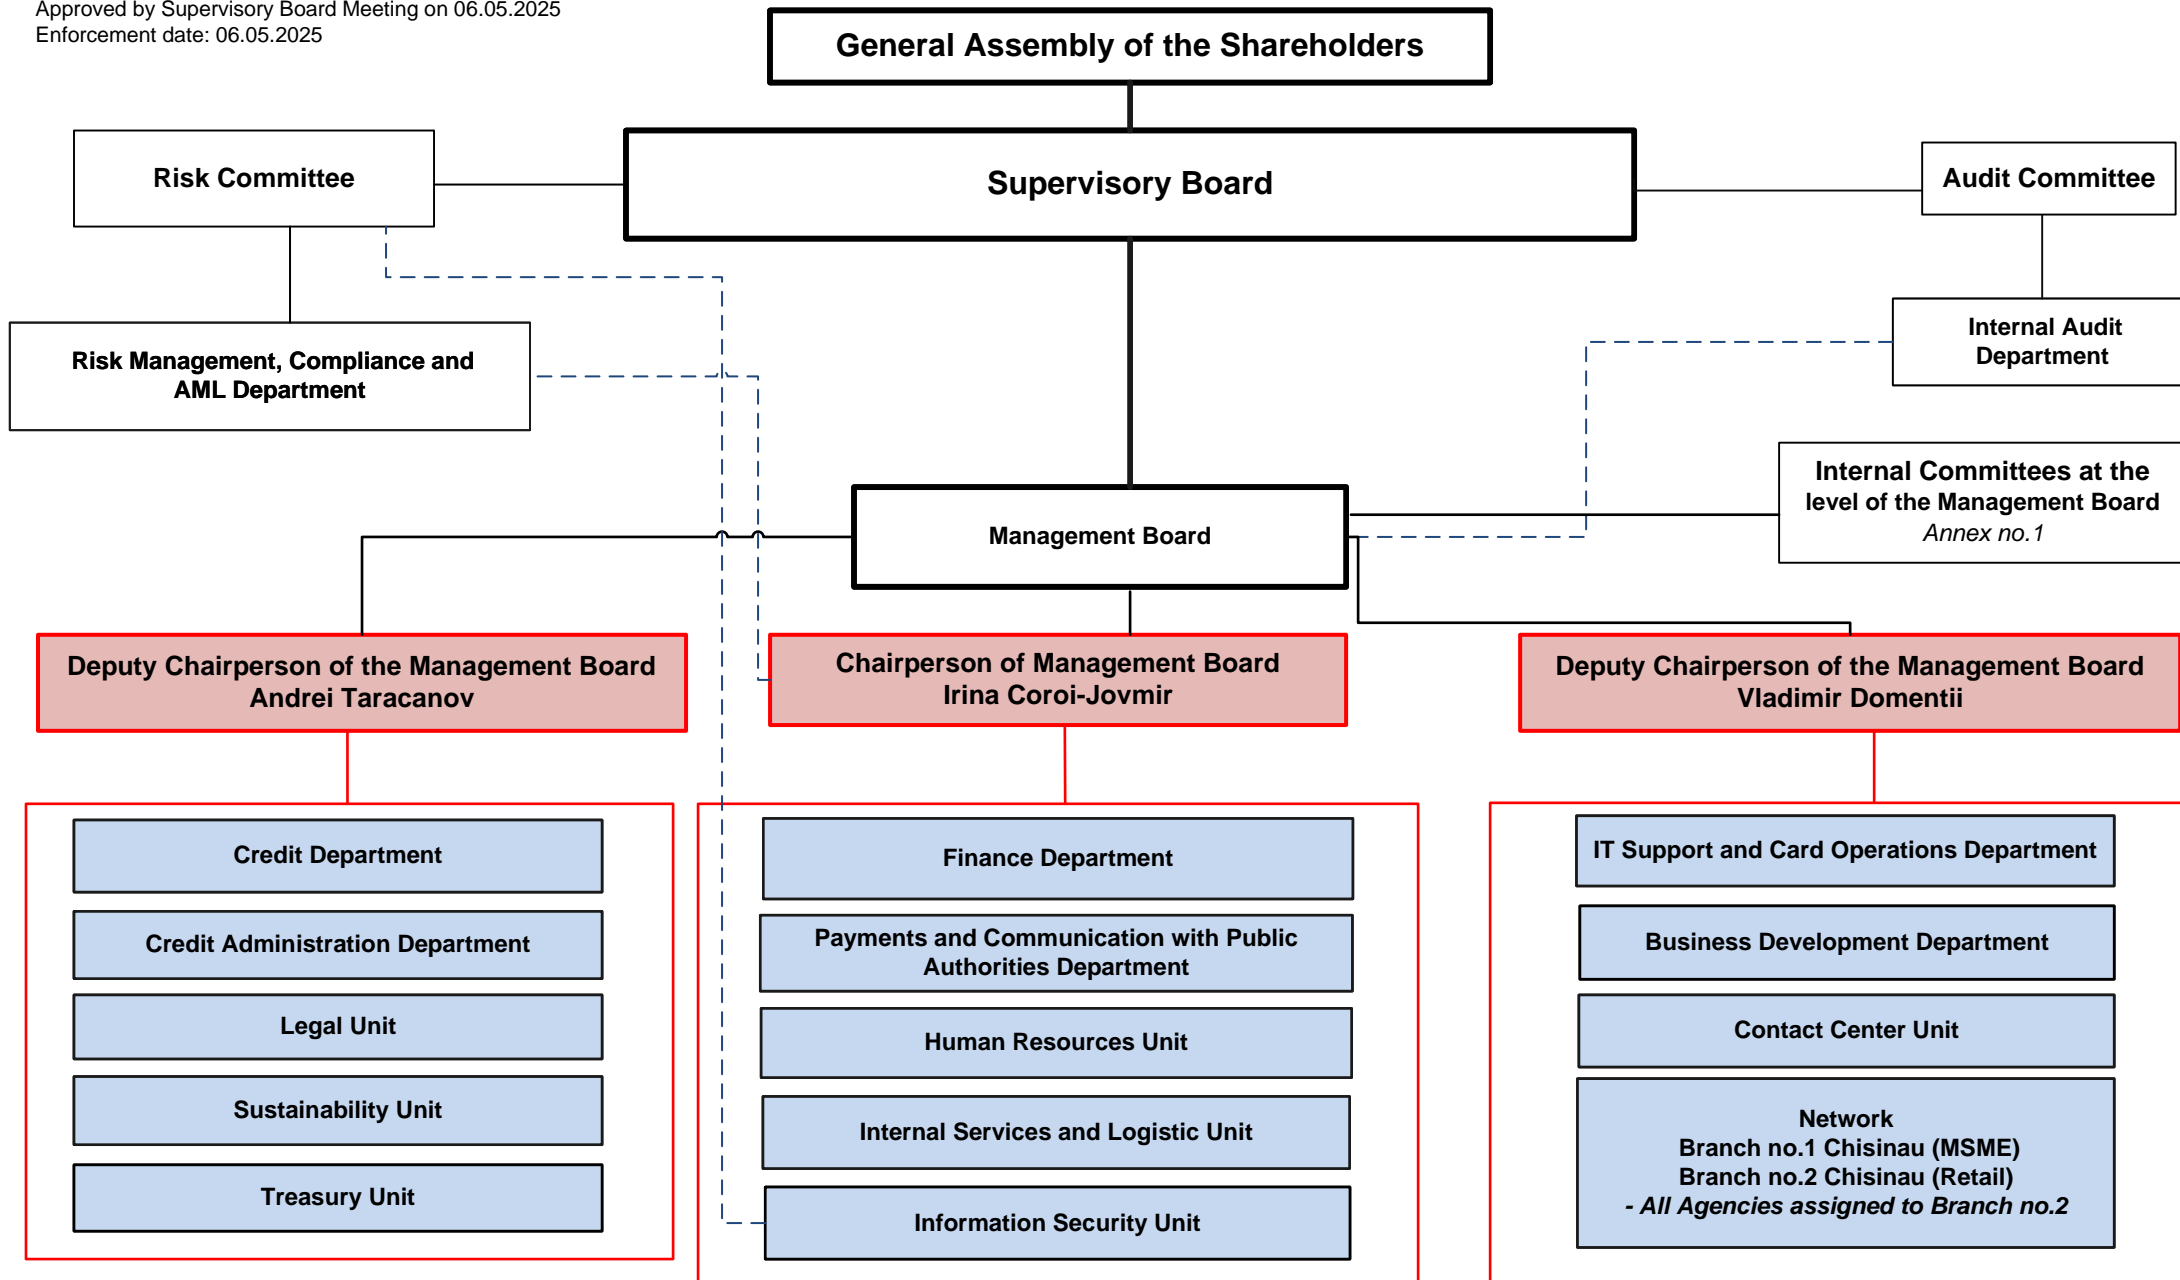 Approved by Supervisory Board Meeting on 06.05.2025
Enforcement date: 06.05.2025
General Assembly of the Shareholders
Risk Committee
Supervisory Board
Audit Committee
Risk Management, Compliance and
AML Department
Internal Audit
Department
Internal Committees at the
level of the Management Board
Annex no.1
Management Board
Deputy Chairperson of the Management Board
Andrei Taracanov
Chairperson of Management Board
Irina Coroi-Jovmir
Deputy Chairperson of the Management Board
Vladimir Domentii
Credit Department
Credit Administration Department
Legal Unit
Sustainability Unit
Treasury Unit
Finance Department
Payments and Communication with Public
Authorities Department
Human Resources Unit
Internal Services and Logistic Unit
Information Security Unit
IT Support and Card Operations Department
Business Development Department
Contact Center Unit
Network
Branch no.1 Chisinau (MSME)
Branch no.2 Chisinau (Retail)
- All Agencies assigned to Branch no.2